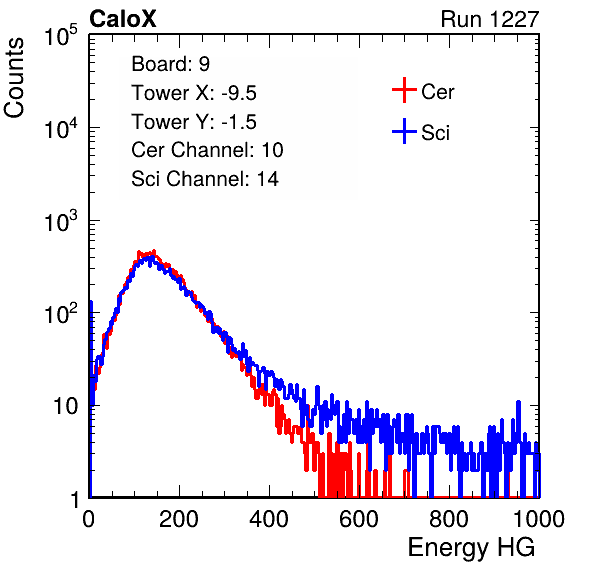 CaloX Run 1227
10^5
Counts
Board: 9
Tower X: -9.5
Tower Y: -1.5
Cer Channel: 10
Sci Channel: 14
Cer
Sci
10^4
10^3
10^2
10
1
0 200 400 600 800 1000
Energy HG